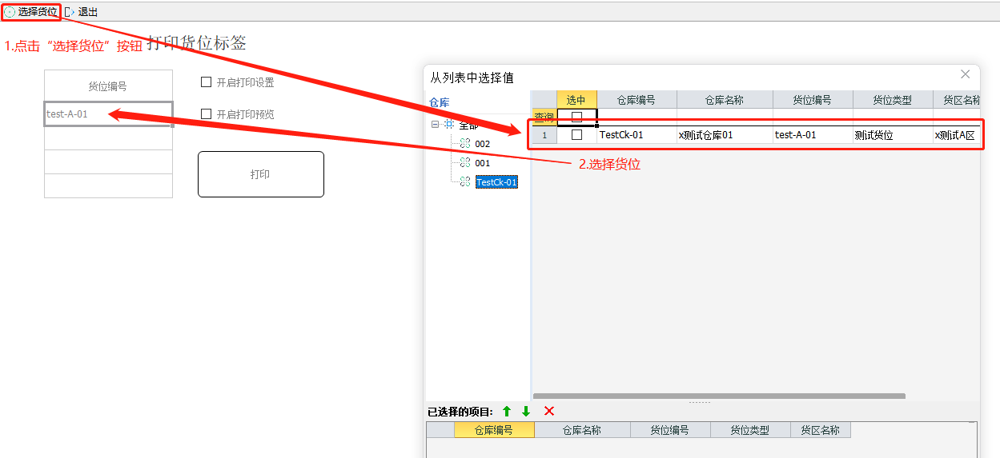 选择货位 退出
1.点击“选择货位”按钮
打印货位标签
货位编号
test-A-01
开启打印设置
开启打印预览
打印
从列表中选择值
仓库
全部
002
001
TestCk-01
选中 仓库编号 仓库名称 货位编号 货位类型 货区名称
查询
1 TestCk-01 x测试仓库01 test-A-01 测试货位 x测试A区
2.选择货位
已选择的项目:
仓库编号 仓库名称 货位编号 货位类型 货区名称